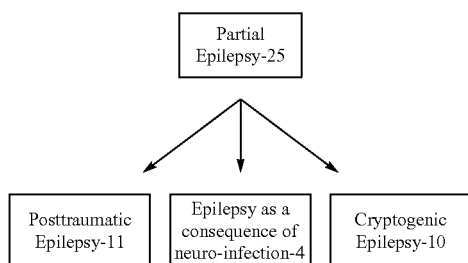 Partial
Epilepsy-25
Posttraumatic
Epilepsy-11
Epilepsy as a
consequence of
neuro-infection-4
Cryptogenic
Epilepsy-10